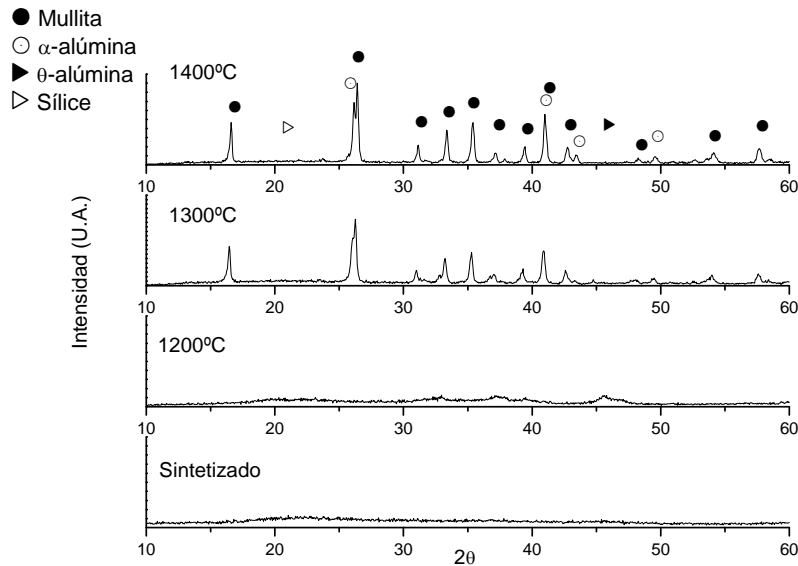 Mullita
α-alúmina
θ-alúmina
Sílice
1400ºC
10 20 30 40 50 60
1300ºC
10 20 30 40 50 60
1200ºC
10 20 30 40 50 60
Sintetizado
10 20 30 40 50 60
2θ
Intensidad (U.A.)